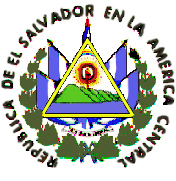 REPUBLICA DE EL SALVADOR EN LA AMERICA CENTRAL